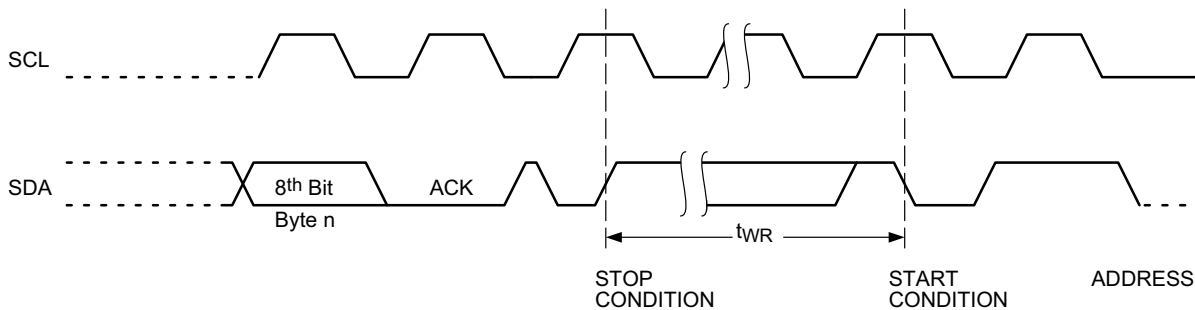 SCL
SDA
8th Bit
Byte n
ACK
tWR
STOP
CONDITION
START
CONDITION
ADDRESS